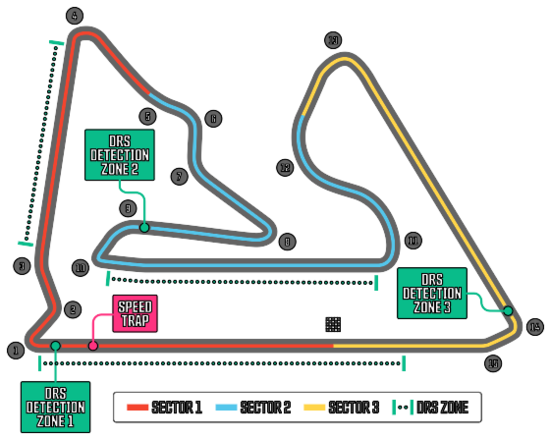 4
13
5
6
DRS
DETECTION
ZONE 2
12
7
9
8
11
3
10
DRS
DETECTION
ZONE 3
2
SPEED
TRAP
14
1
15
DRS
DETECTION
ZONE 1
SECTOR 1 SECTOR 2 SECTOR 3 DRS ZONE